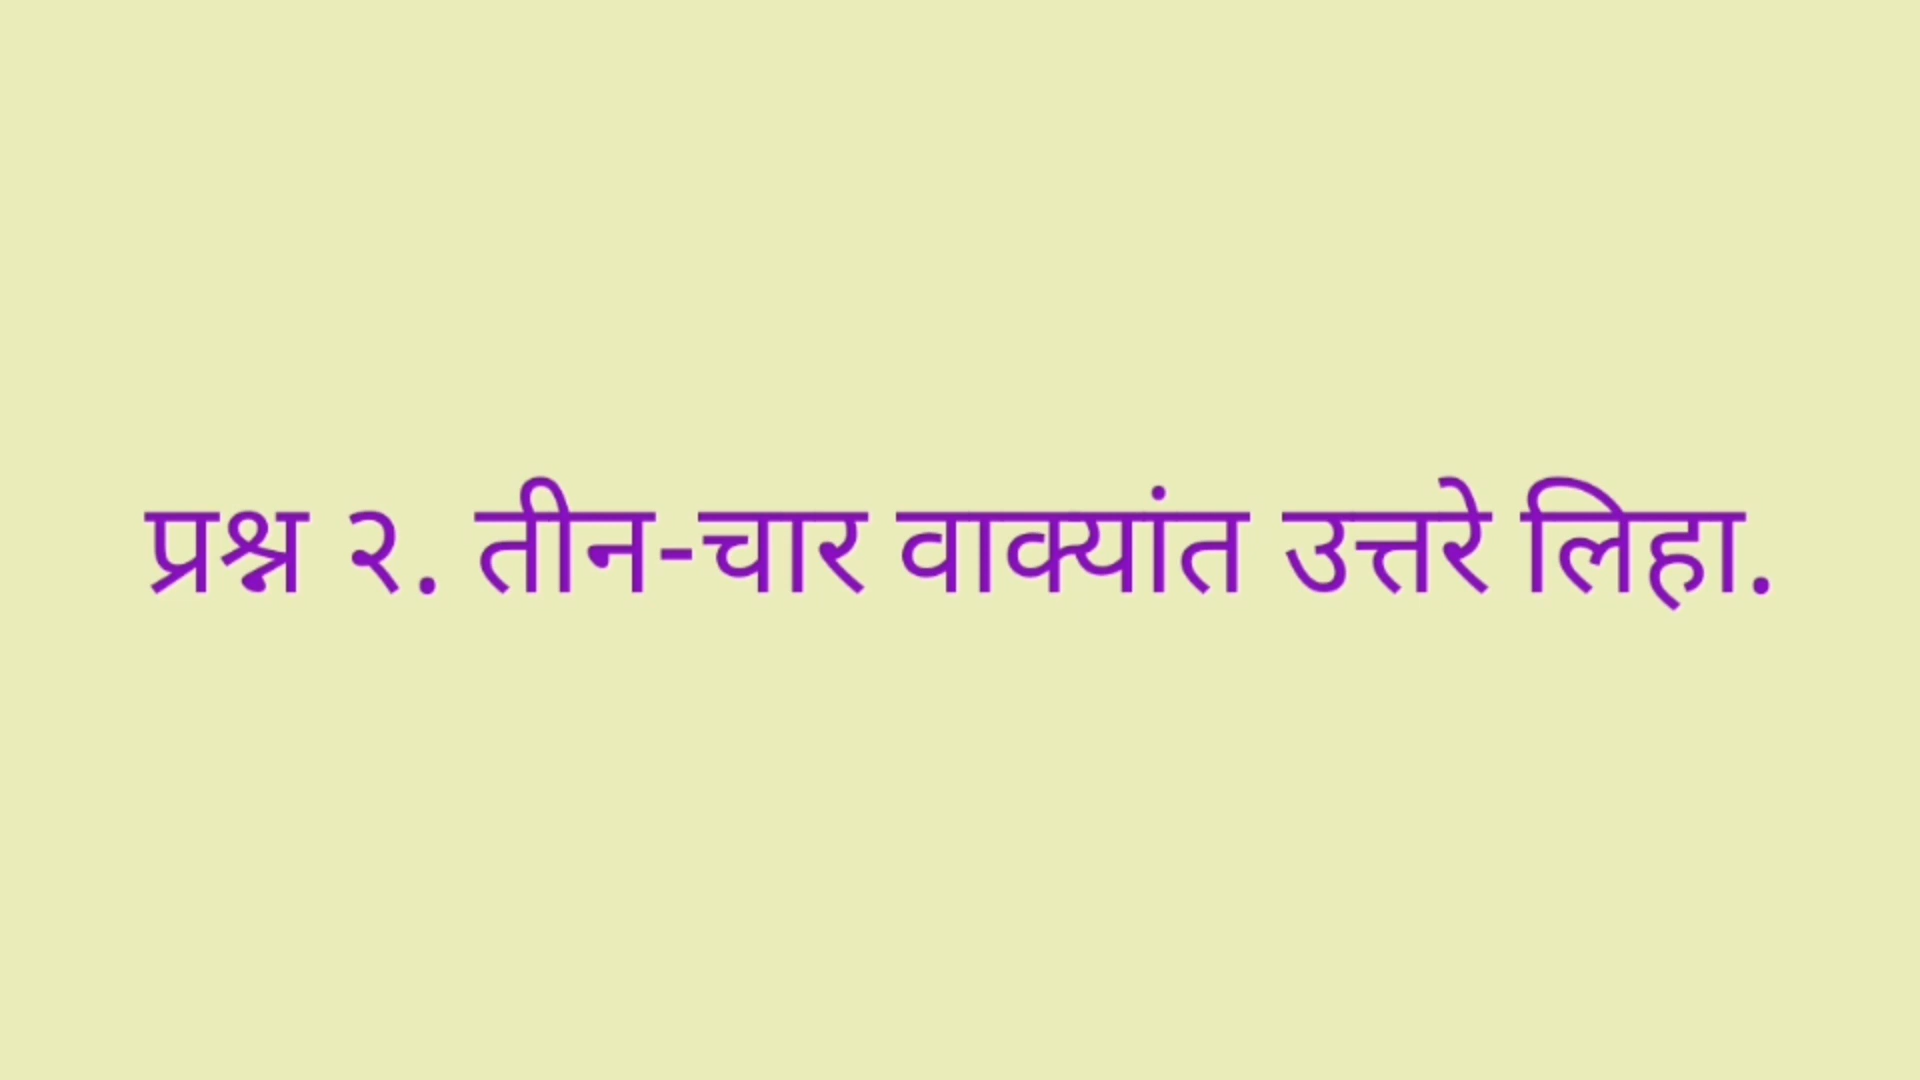 प्रश्न २. तीन-चार वाक्यांत उत्तरे लिहा.